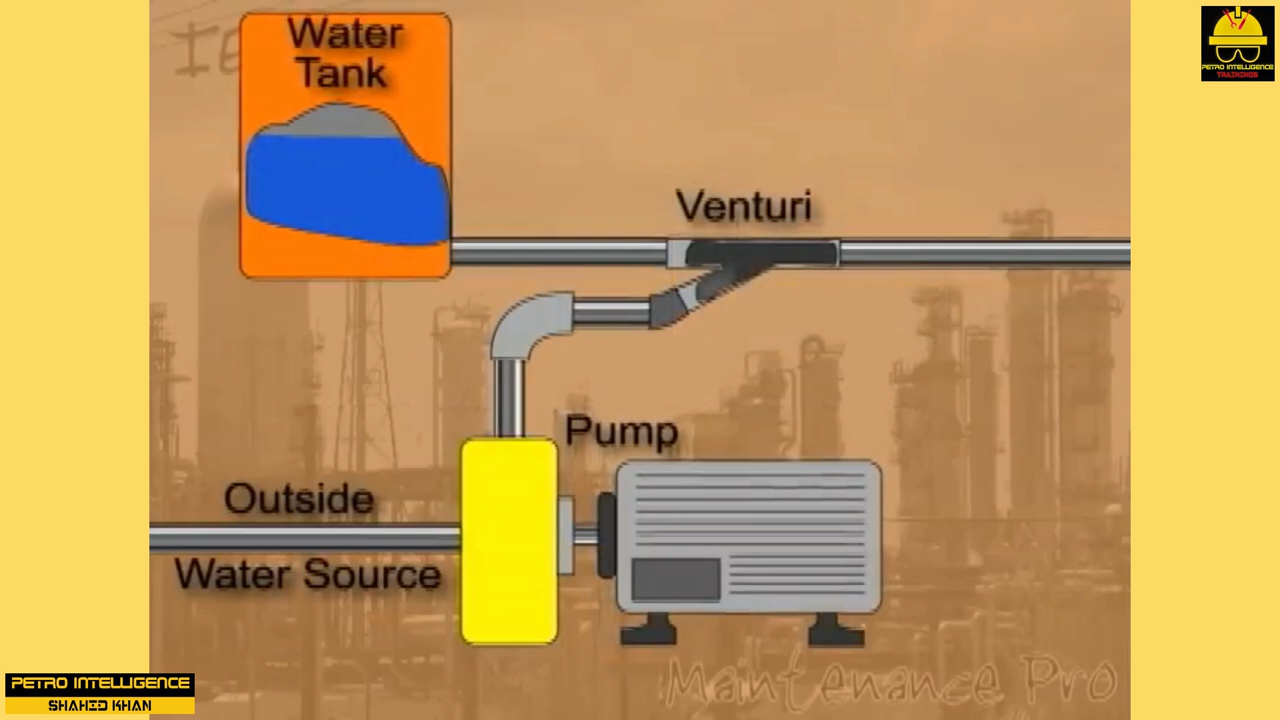 Water
Tank
Venturi
Pump
Outside
Water Source
Maintenance Pro
PETRO INTELLIGENCE
TRAININGS
PETRO INTELLIGENCE
SHAHID KHAN